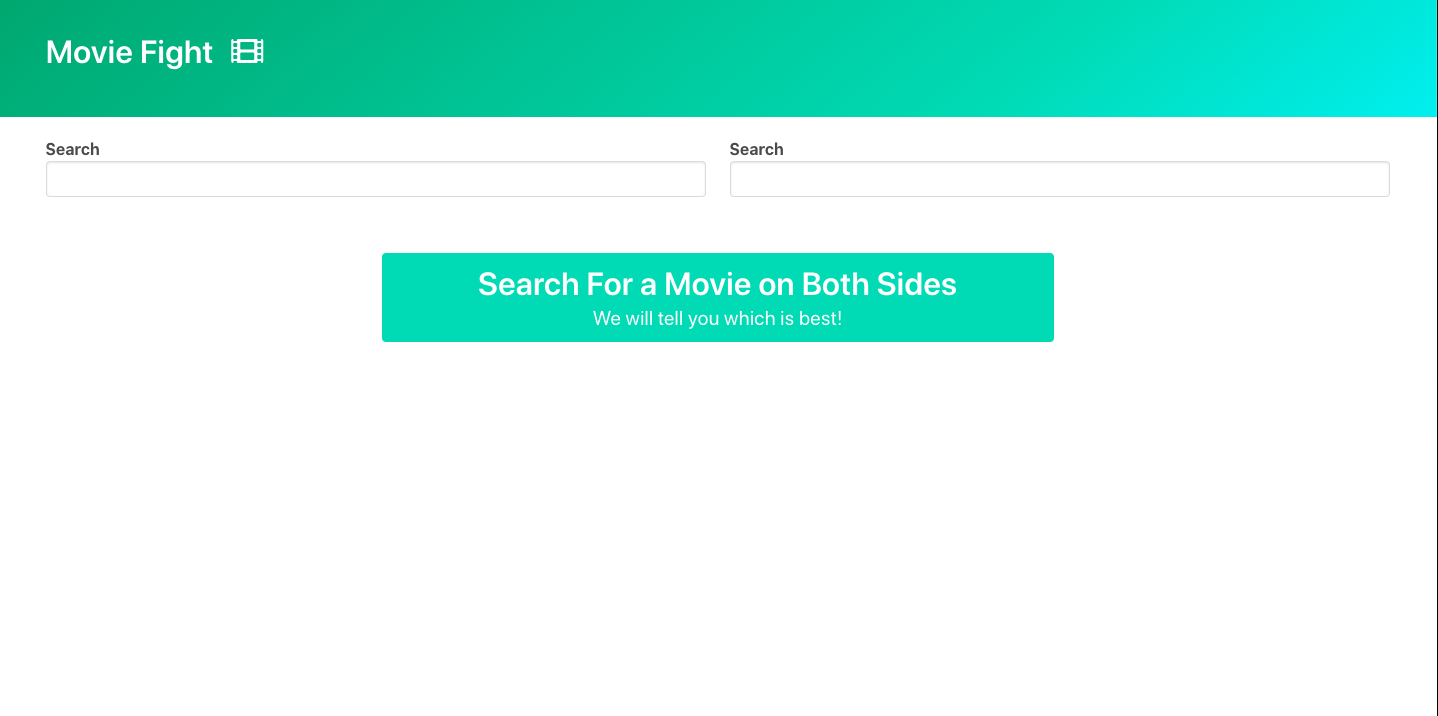 Movie Fight
Search
Search
Search For a Movie on Both Sides
We will tell you which is best!